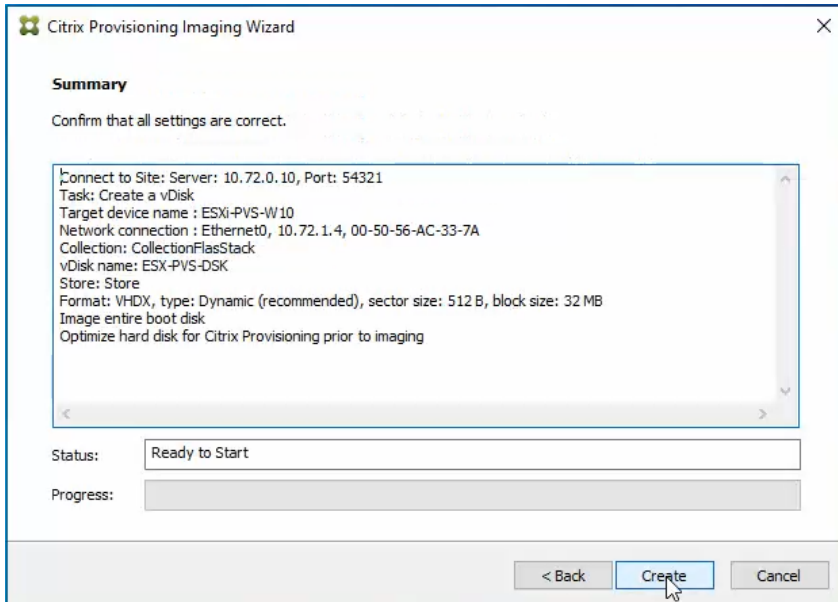 Citrix Provisioning Imaging Wizard
Summary
Confirm that all settings are correct.
Connect to Site: Server: 10.72.0.10, Port: 54321
Task: Create a vDisk
Target device name : ESXi-PVS-W10
Network connection : Ethernet0, 10.72.1.4, 00-50-56-AC-33-7A
Collection: CollectionFlasStack
vDisk name: ESX-PVS-DSK
Store: Store
Format: VHDX, type: Dynamic (recommended), sector size: 512 B, block size: 32 MB
Image entire boot disk
Optimize hard disk for Citrix Provisioning prior to imaging
Status: Ready to Start
Progress:
< Back Create Cancel